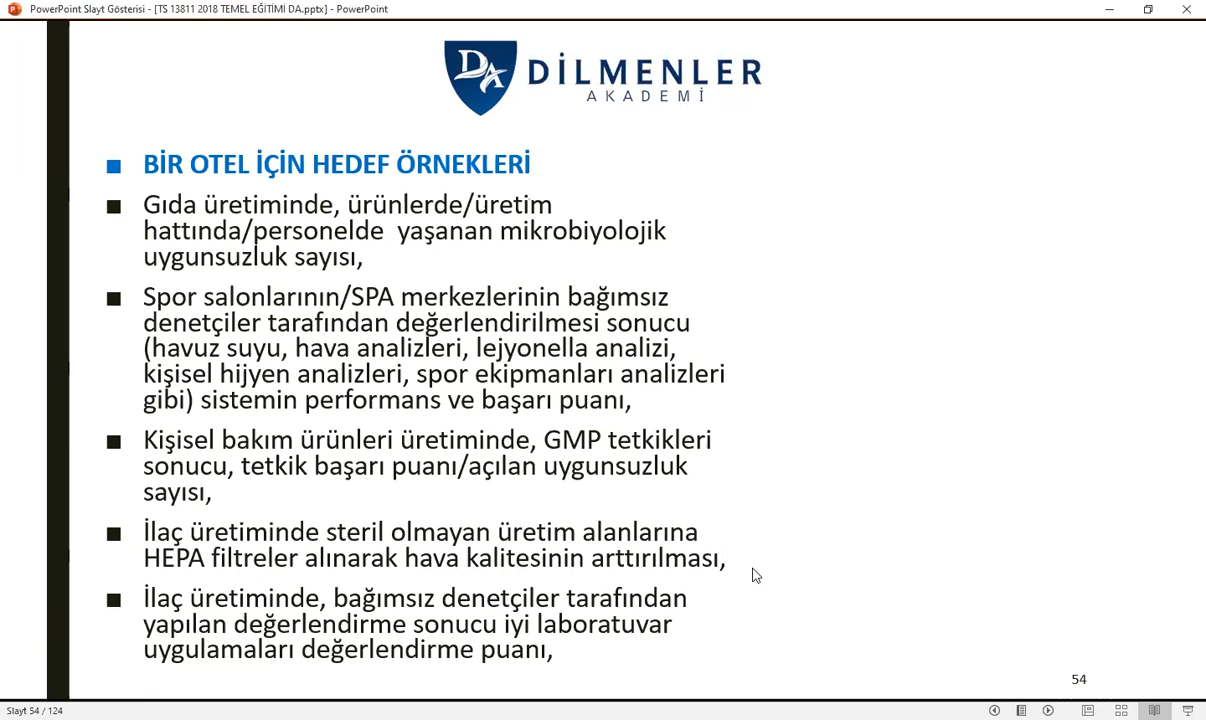 PowerPoint Slayt Gösterisi - [TS 13811 2018 TEMEL EĞİTİMİ DA.pptx] - PowerPoint
DA DİLMENLER
AKADEMİ
BİR OTEL İÇİN HEDEF ÖRNEKLERİ
Gıda üretiminde, ürünlerde/üretim
hattında/personelde yaşanan mikrobiyolojik
uygunsuzluk sayısı,
Spor salonlarının/SPA merkezlerinin bağımsız
denetçiler tarafından değerlendirilmesi sonucu
(havuz suyu, hava analizleri, lejyonella analizi,
kişisel hijyen analizleri, spor ekipmanları analizleri
gibi) sistemin performans ve başarı puanı,
Kişisel bakım ürünleri üretiminde, GMP tetkikleri
sonucu, tetkik başarı puanı/açılan uygunsuzluk
sayısı,
İlaç üretiminde steril olmayan üretim alanlarına
HEPA filtreler alınarak hava kalitesinin arttırılması,
İlaç üretiminde, bağımsız denetçiler tarafından
yapılan değerlendirme sonucu iyi laboratuvar
uygulamaları değerlendirme puanı,
54
Slayt 54 / 124